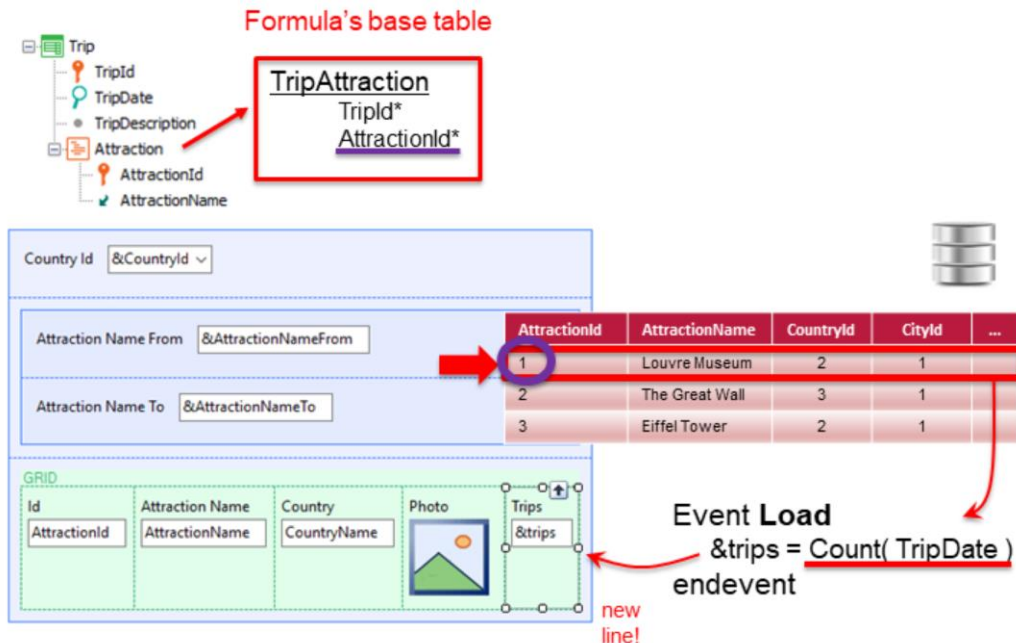 Formula's base table
Trip
TripId
TripDate
TripDescription
Attraction
AttractionId
AttractionName
TripAttraction
TripId*
AttractionId*
Country Id &CountryId
Attraction Name From &AttractionNameFrom
Attraction Name To &AttractionNameTo
AttractionId AttractionName CountryId CityId ...
1 Louvre Museum 2 1
2 The Great Wall 3 1
3 Eiffel Tower 2 1
GRID
Id Attraction Name Country Photo Trips
AttractionId AttractionName CountryName &trips
Event Load
&trips = Count( TripDate )
endevent
new
line!